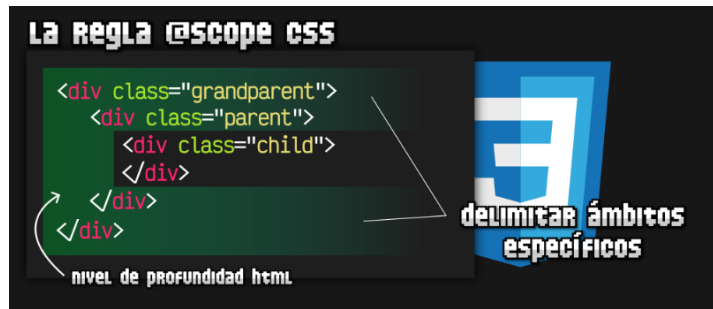 La Regla @scope css
<div class="grandparent">
<div class="parent">
<div class="child">
</div>
</div>
</div>
delimitar ámbitos
específicos
nivel de profundidad html